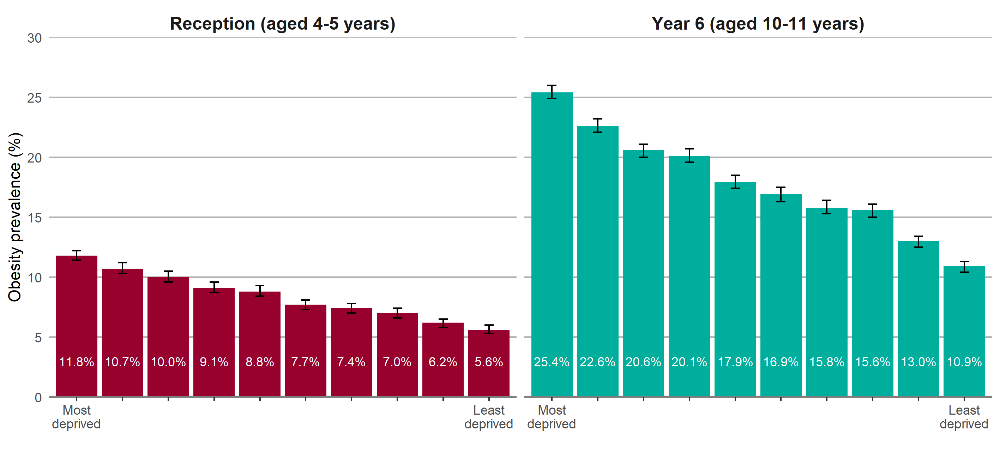 Reception (aged 4-5 years)
Year 6 (aged 10-11 years)
Obesity prevalence (%)
30
25
20
15
10
5
0
11.8% 10.7% 10.0% 9.1% 8.8% 7.7% 7.4% 7.0% 6.2% 5.6%
25.4% 22.6% 20.6% 20.1% 17.9% 16.9% 15.8% 15.6% 13.0% 10.9%
Most
deprived
Least
deprived
Most
deprived
Least
deprived